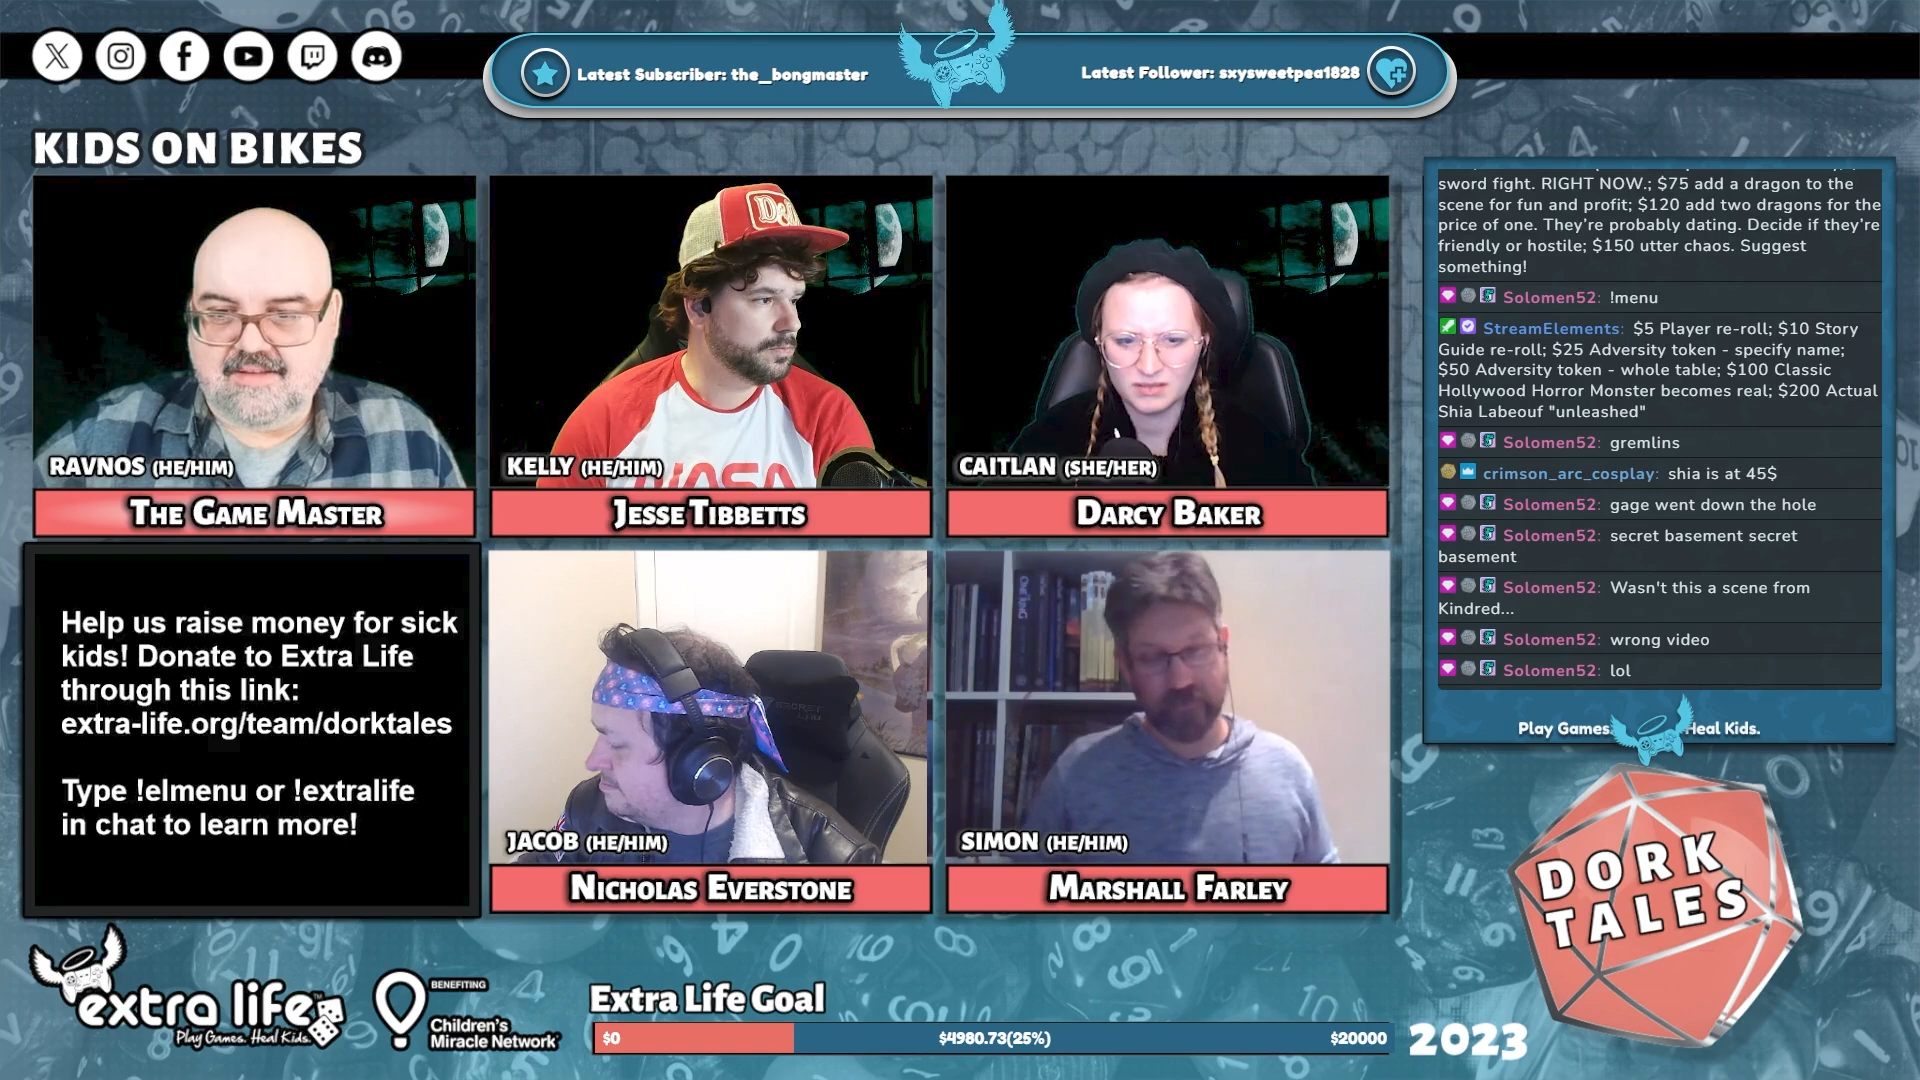 Latest Subscriber: the_bongmaster
Latest Follower: sxysweetpea1828
KIDS ON BIKES
RAVNOS (HE/HIM)
THE GAME MASTER
KELLY (HE/HIM)
JESSE TIBBETTS
CAITLAN (SHE/HER)
DARCY BAKER
Help us raise money for sick
kids! Donate to Extra Life
through this link:
extra-life.org/team/dorktales
Type !elmenu or !extralife
in chat to learn more!
JACOB (HE/HIM)
NICHOLAS EVERSTONE
SIMON (HE/HIM)
MARSHALL FARLEY
sword fight. RIGHT NOW.; $75 add a dragon to the
scene for fun and profit; $120 add two dragons for the
price of one. They're probably dating. Decide if they're
friendly or hostile; $150 utter chaos. Suggest
something!
Solomen52: !menu
StreamElements: $5 Player re-roll; $10 Story
Guide re-roll; $25 Adversity token - specify name;
$50 Adversity token - whole table; $100 Classic
Hollywood Horror Monster becomes real; $200 Actual
Shia Labeouf "unleashed"
Solomen52: gremlins
crimson_arc_cosplay: shia is at 45$
Solomen52: gage went down the hole
Solomen52: secret basement secret
basement
Solomen52: Wasn't this a scene from
Kindred...
Solomen52: wrong video
Solomen52: lol
Play Games. Heal Kids.
DORK
TALES
extra life
Play Games. Heal Kids.
BENEFITING
Children's
Miracle Network
Extra Life Goal
$0
$4980.73(25%)
$20000
2023